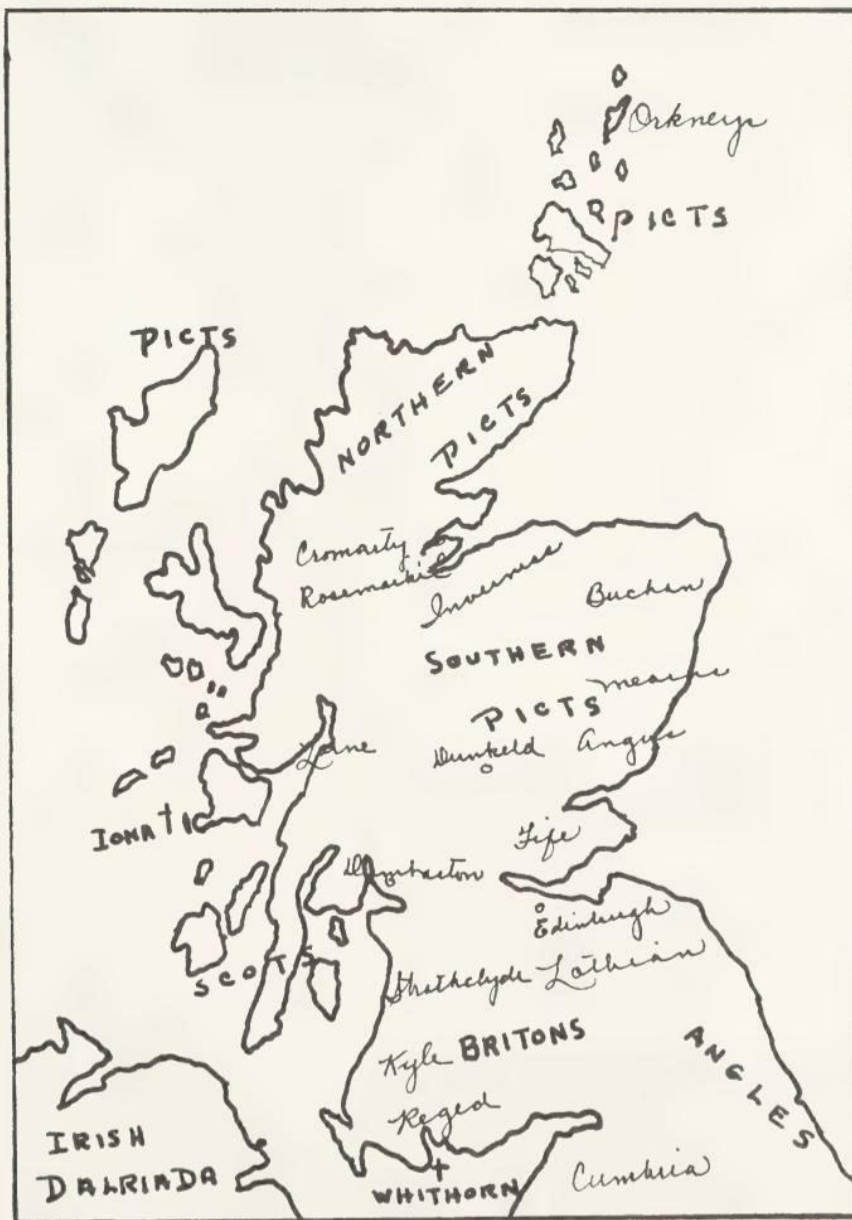 Orkneys
PICTS
PICTS
NORTHERN
PICTS
Cromarty
Rosemarkie
Inverness
Buchan
SOUTHERN
Mearns
PICTS
Dunkeld
Angus
IONA
Fife
Dumbarton
Edinburgh
SCOTS
Strathclyde
Lothian
Kyle
BRITONS
ANGLES
Reged
IRISH
DALRIADA
WHITHORN
Cumbria